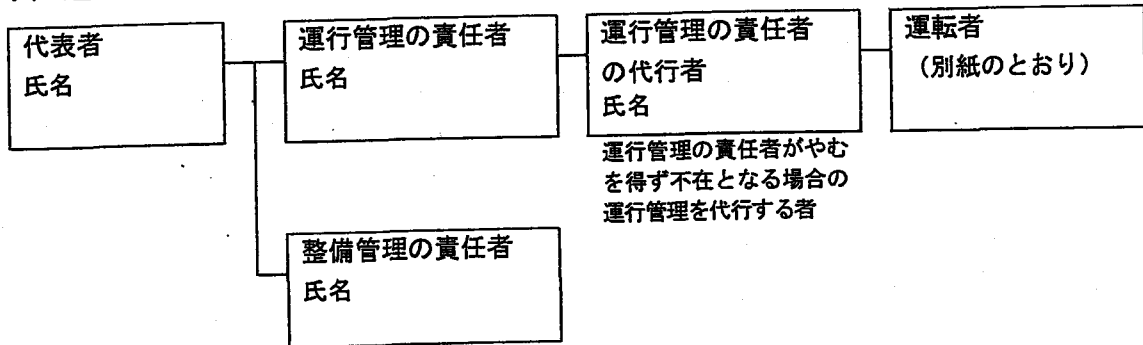 代表者
氏名
運行管理の責任者
氏名
運行管理の責任者
の代行者
氏名
運転者
(別紙のとおり)
運行管理の責任者がやむ
を得ず不在となる場合の
運行管理を代行する者
整備管理の責任者
氏名